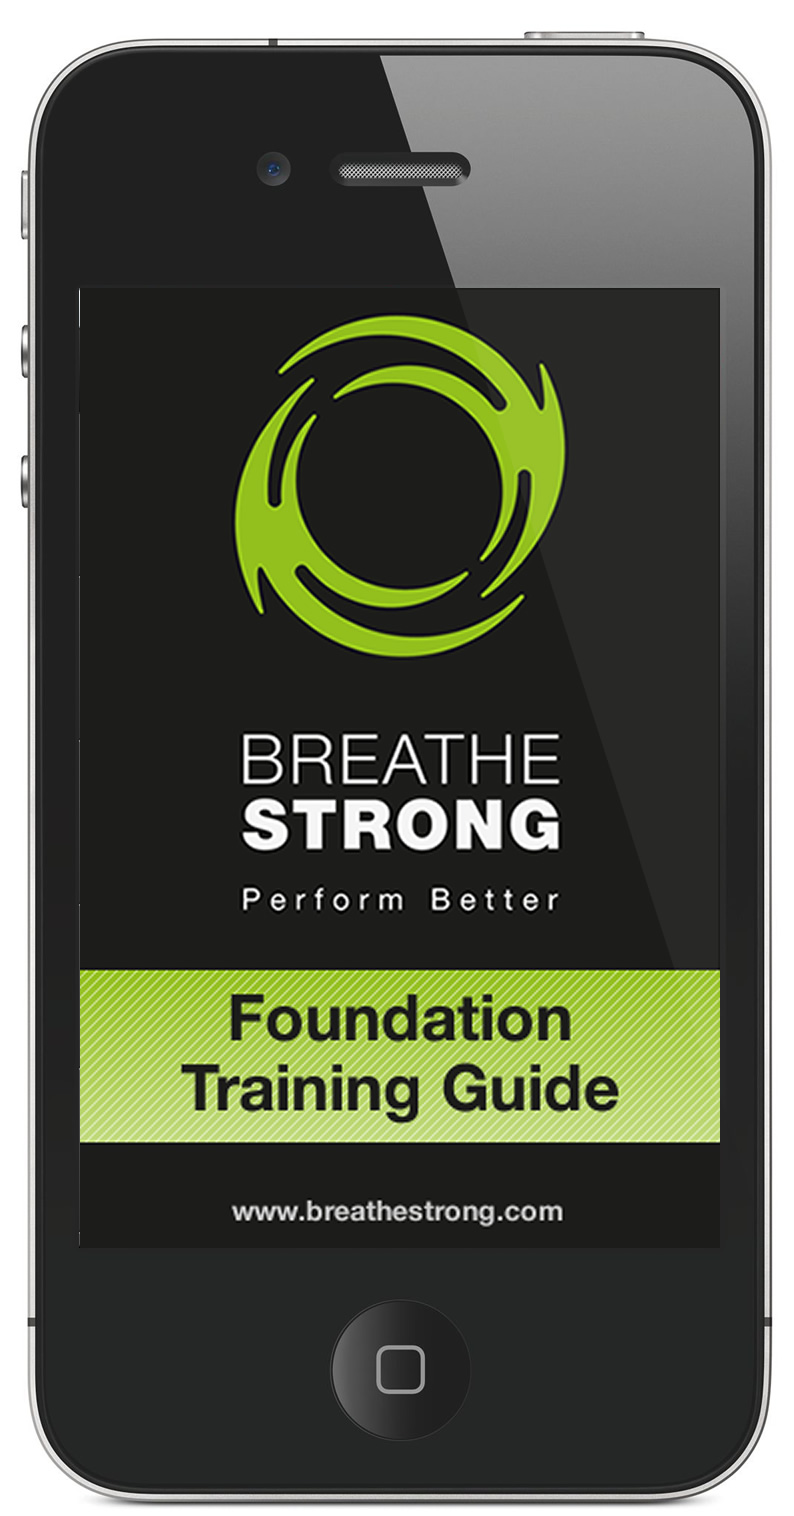 BREATHE
STRONG
Perform Better
Foundation
Training Guide
www.breathestrong.com